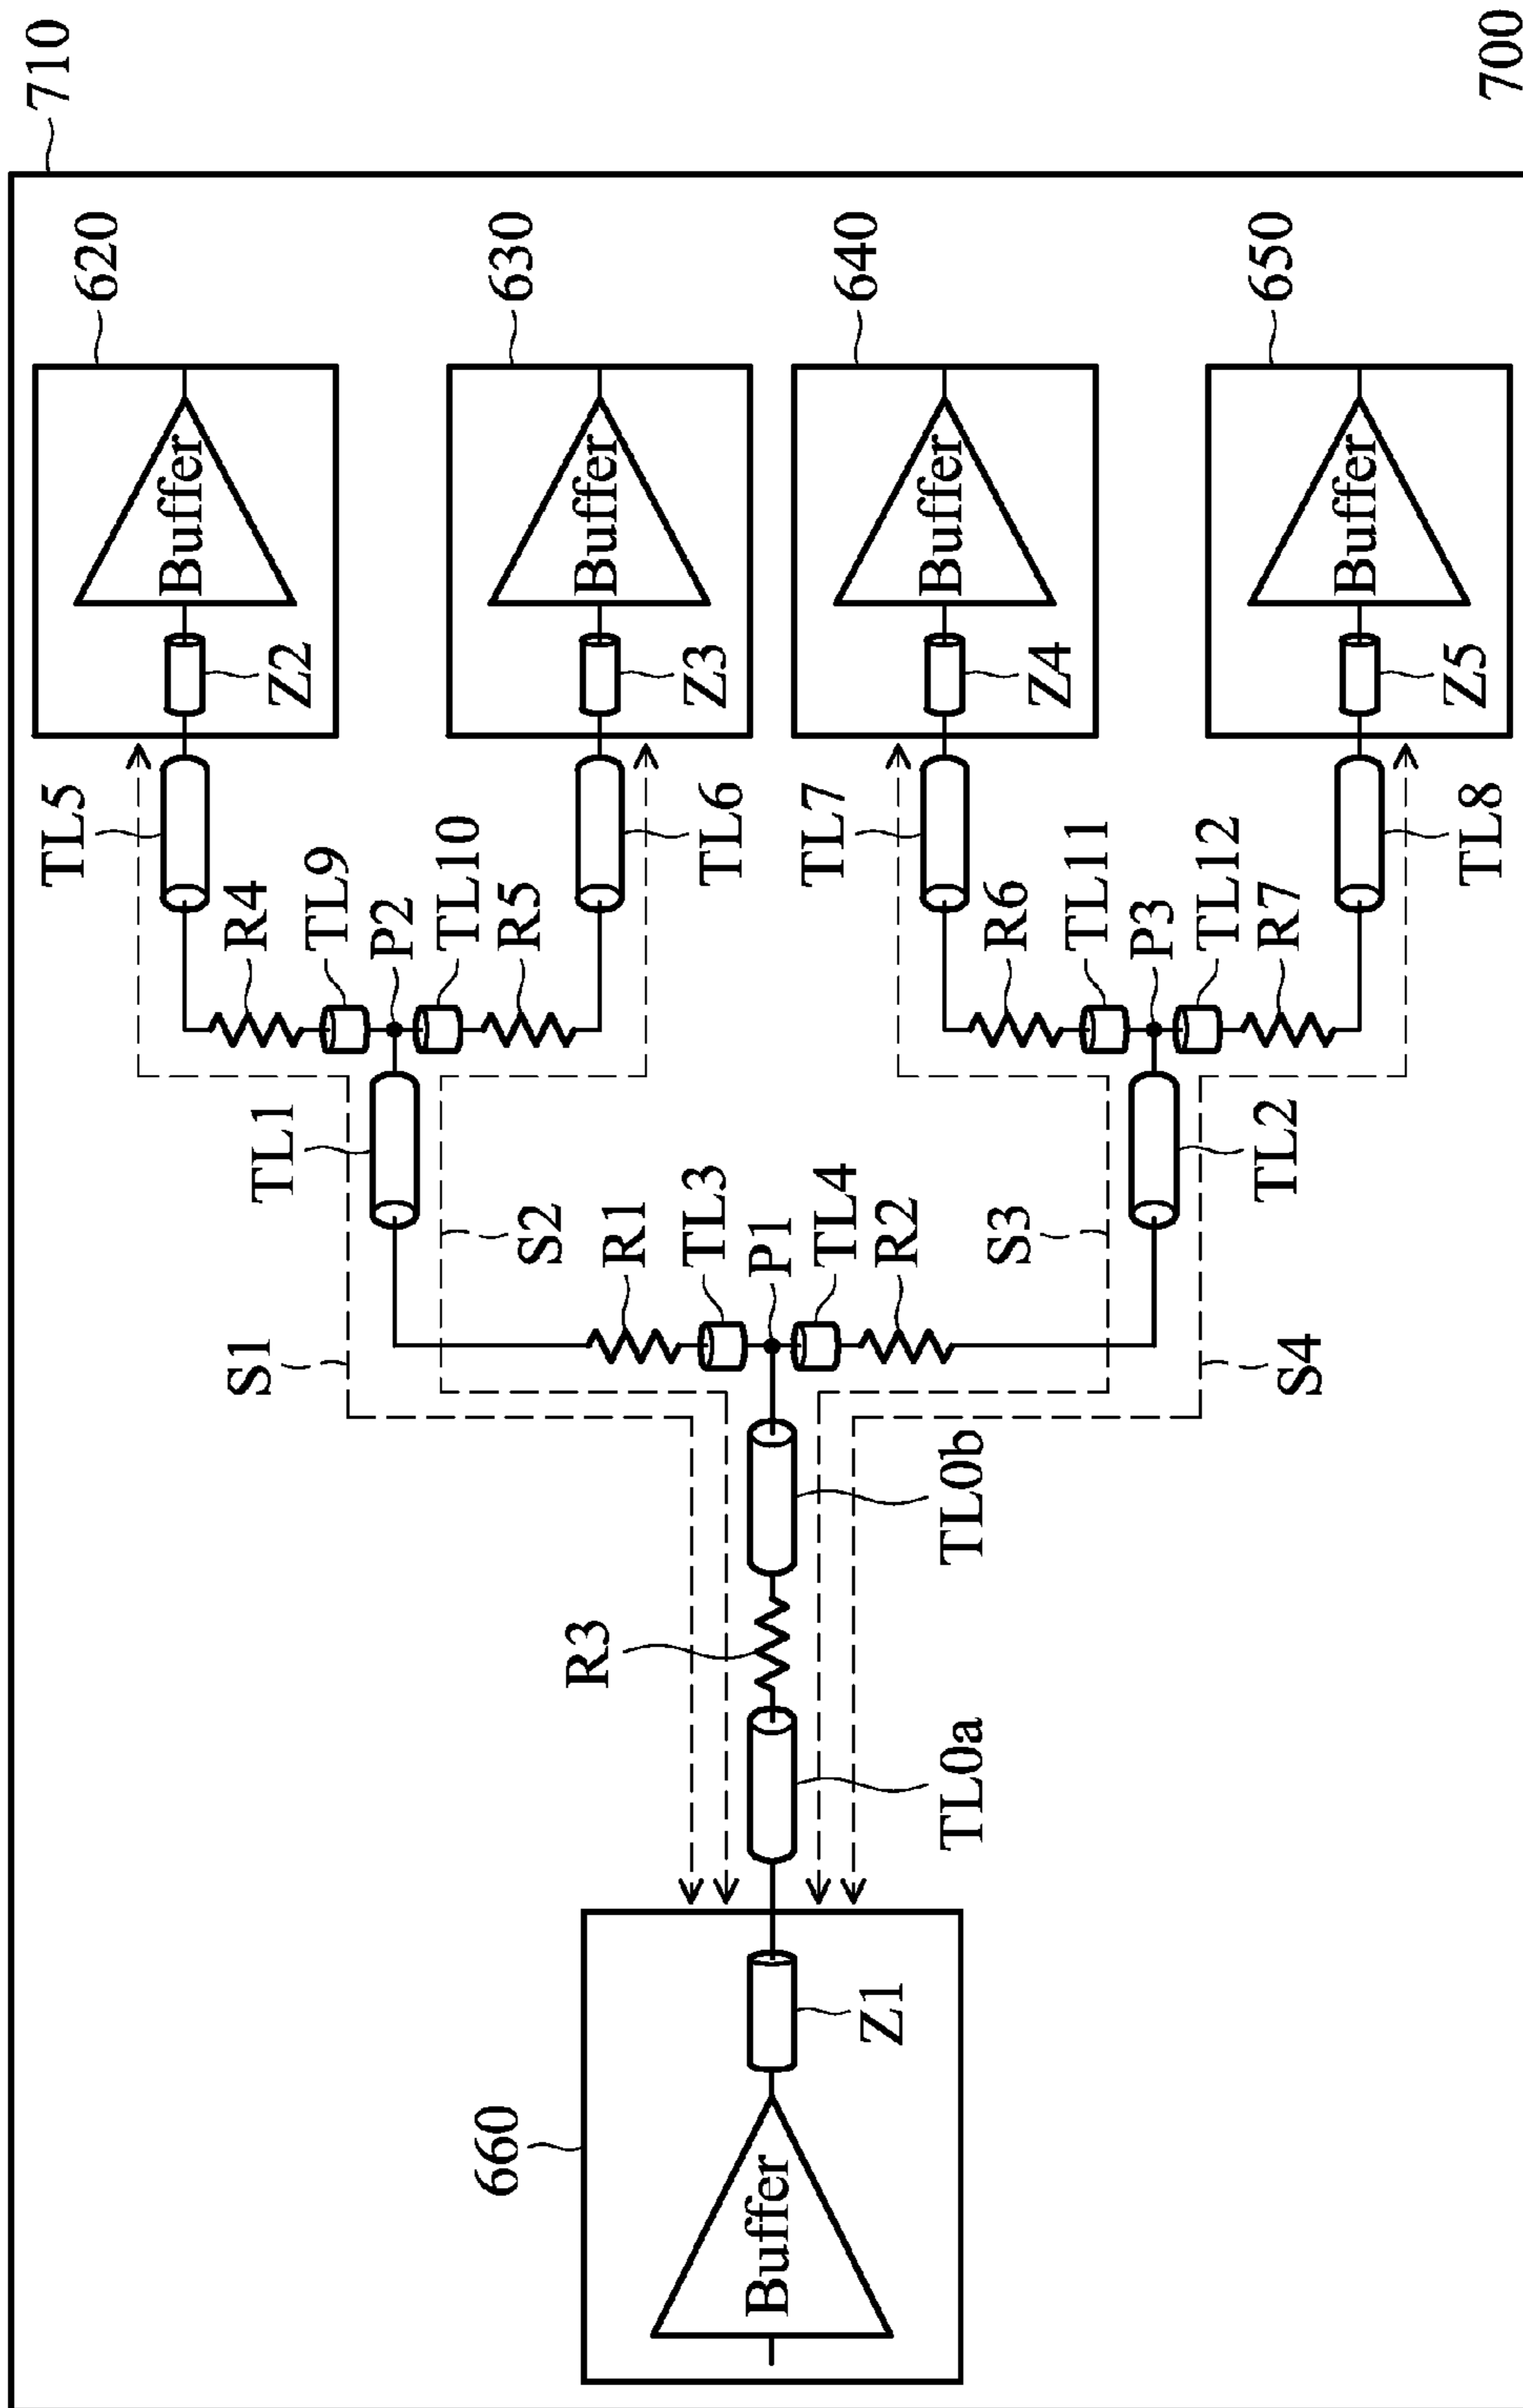 710
700
620
630
640
650
Buffer
Buffer
Buffer
Buffer
Z2
Z3
Z4
Z5
TL5
TL6
TL7
TL8
R4
TL9
P2
TL10
R5
R6
TL11
P3
TL12
R7
TL1
TL2
S2
R1
TL3
P1
TL4
R2
S3
S1
S4
TL0b
R3
TL0a
Z1
660
Buffer